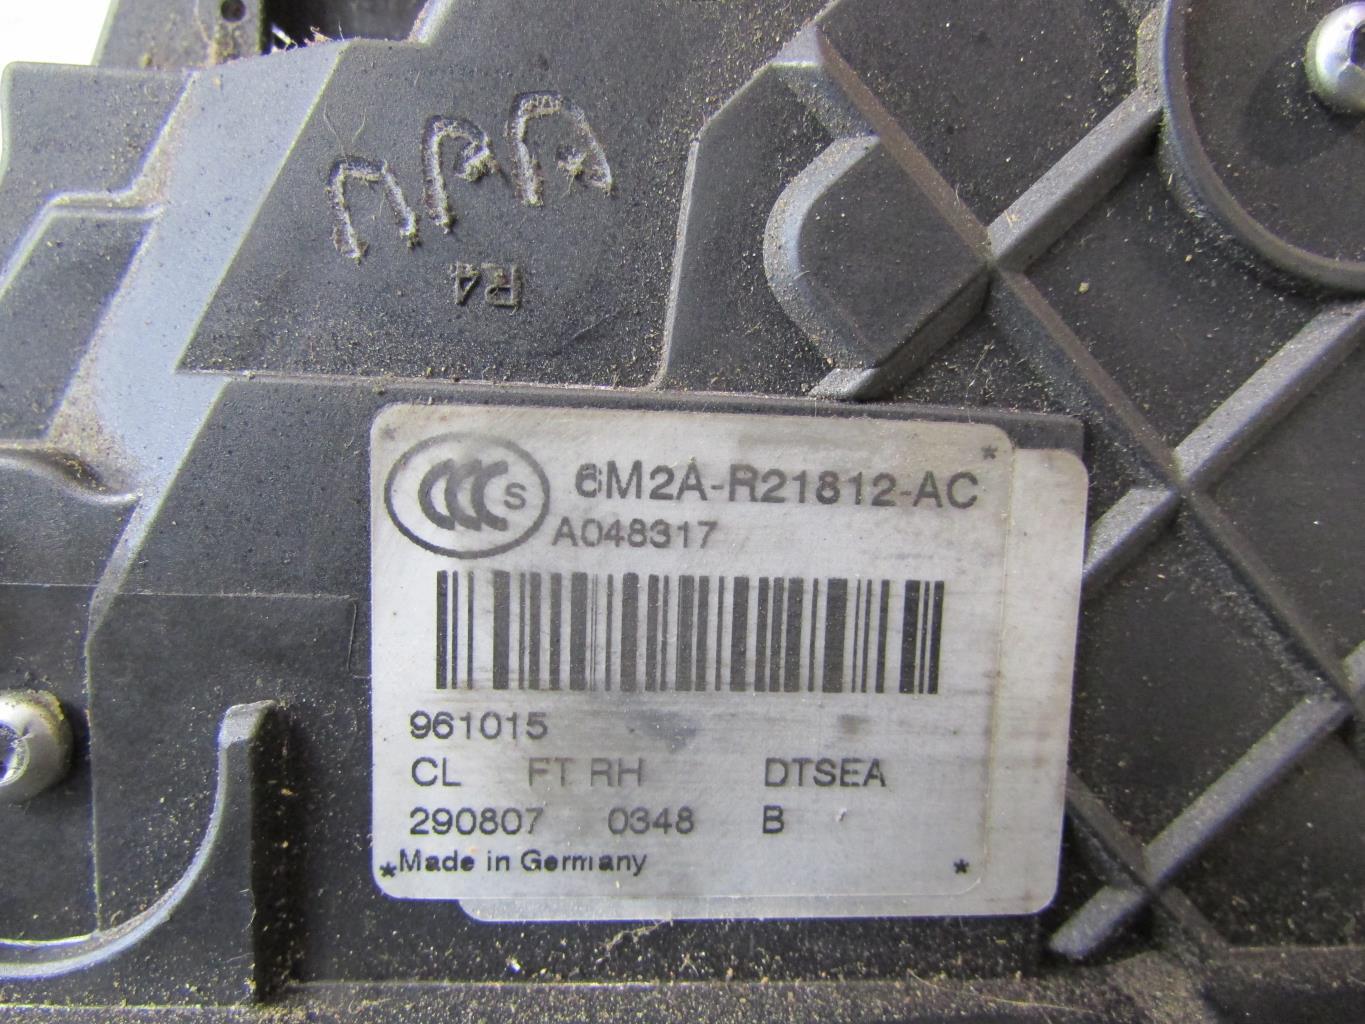 R4
CCC S
6M2A-R21812-AC
A048317
961015
CL FT RH DTSEA
290807 0348 B
*Made in Germany *